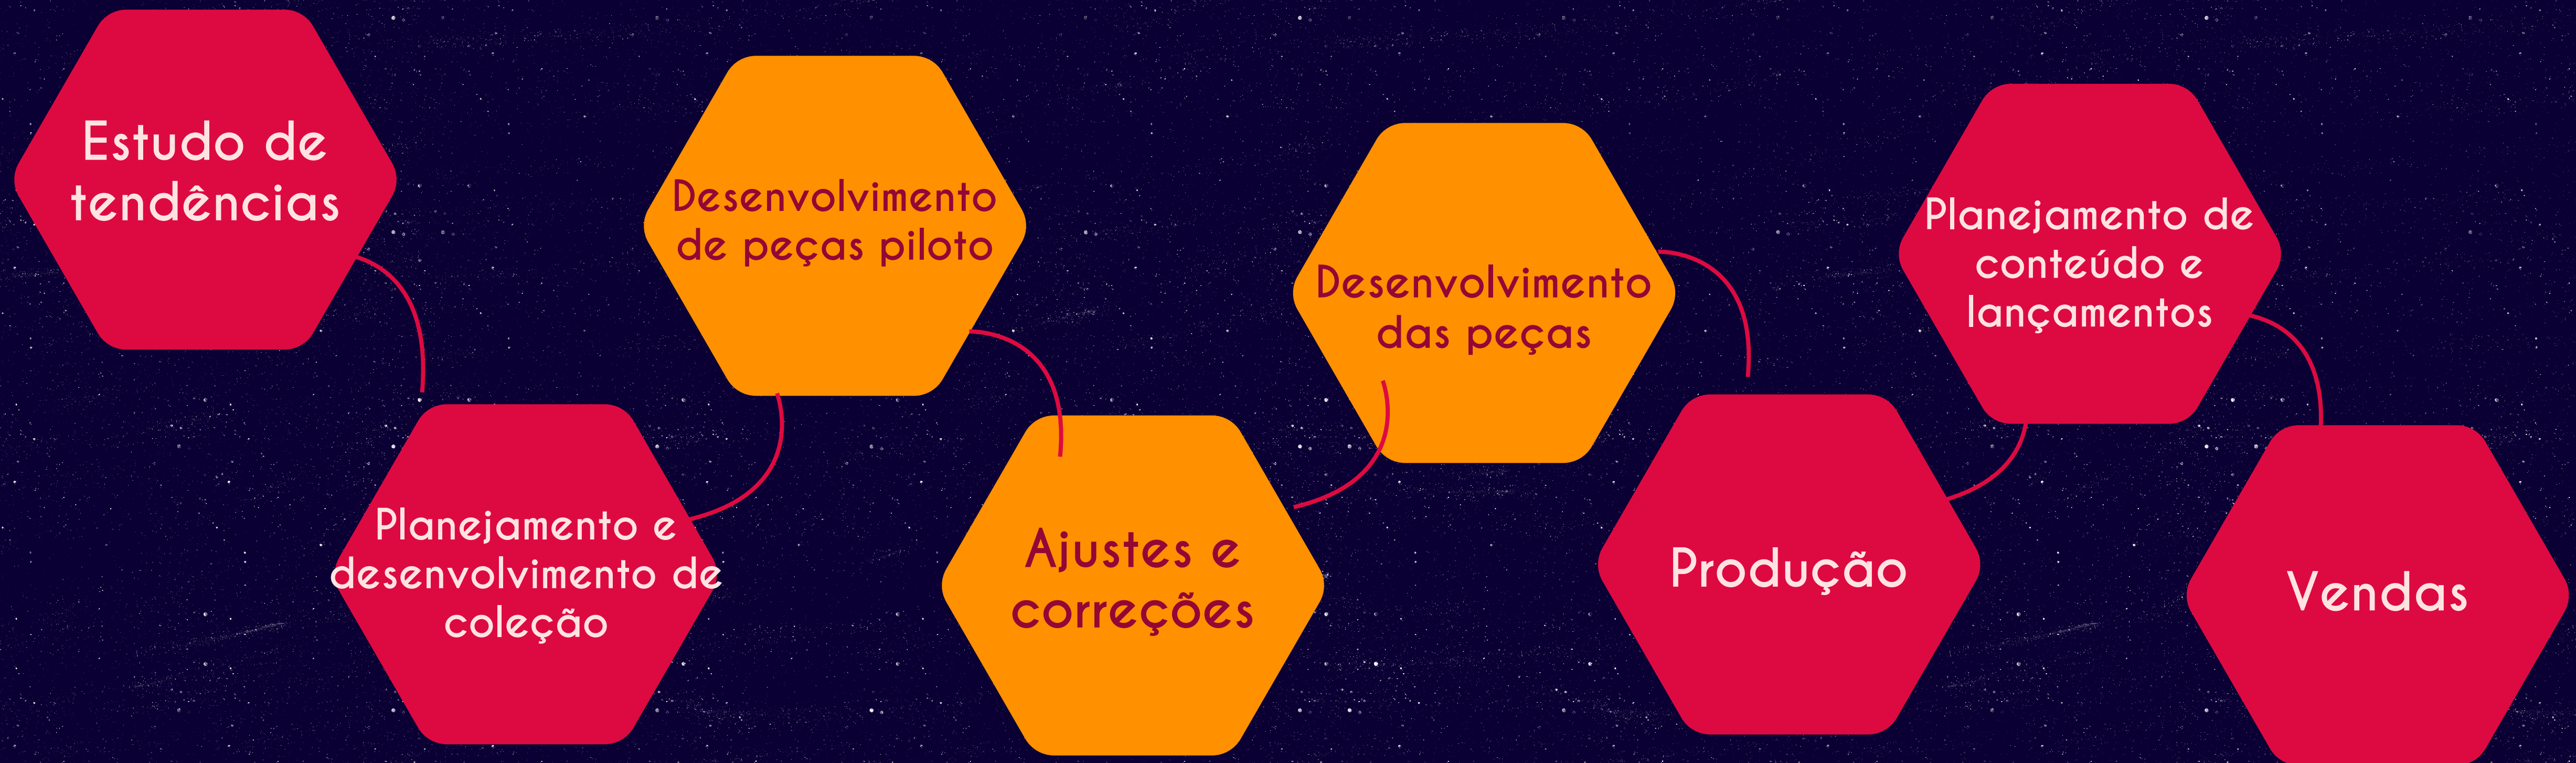 Estudo de
tendências
Planejamento e
desenvolvimento de
coleção
Desenvolvimento
de peças piloto
Ajustes e
correções
Desenvolvimento
das peças
Produção
Planejamento de
conteúdo e
lançamentos
Vendas